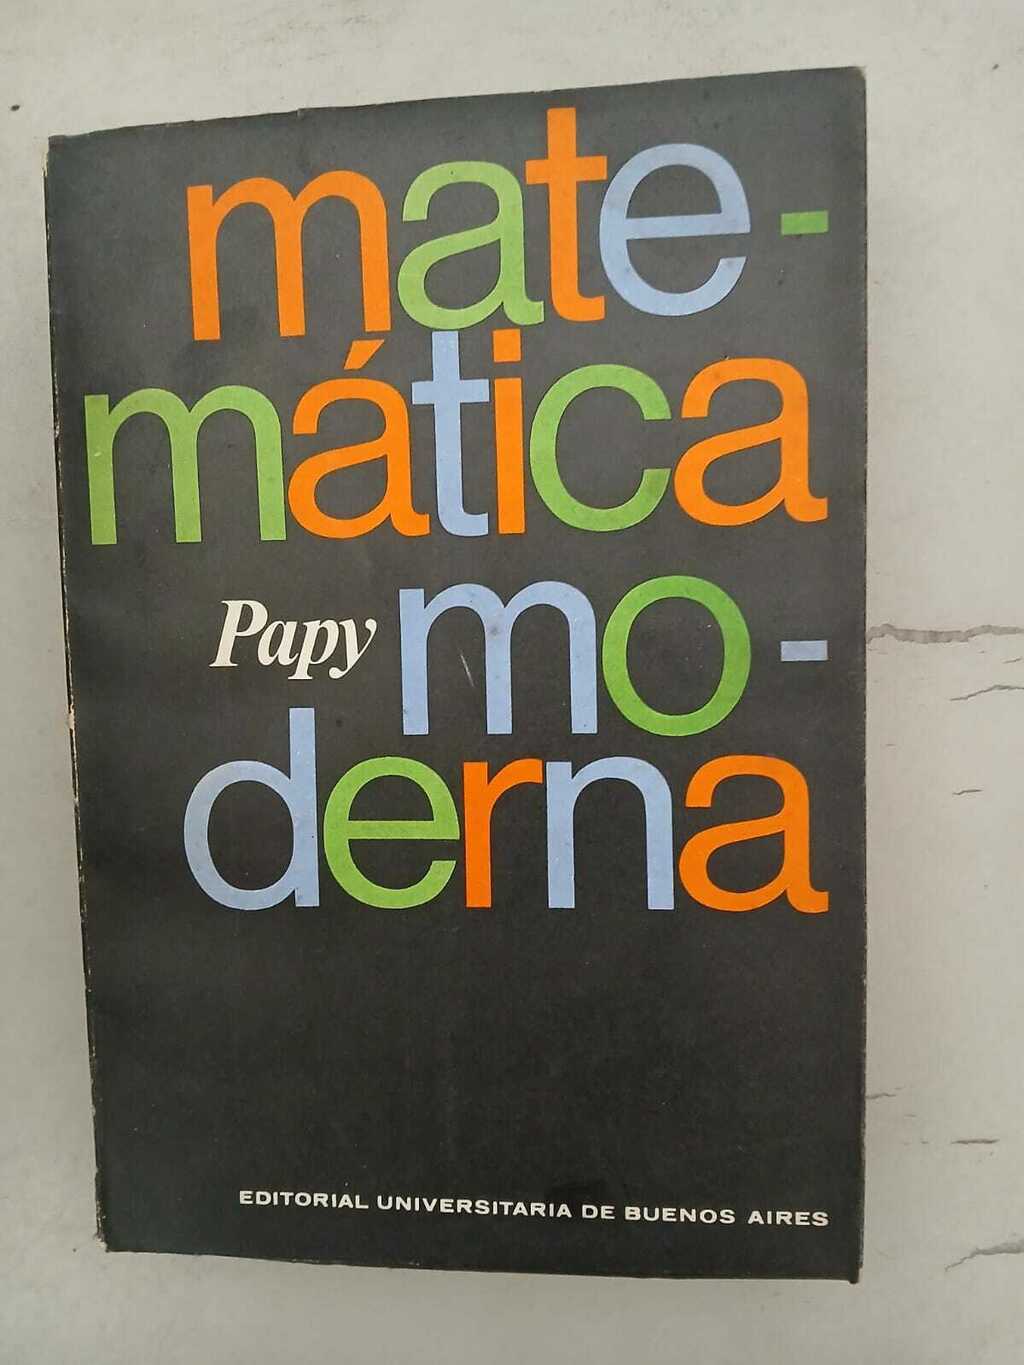 mate-
mática
Papy mo-
derna
EDITORIAL UNIVERSITARIA DE BUENOS AIRES